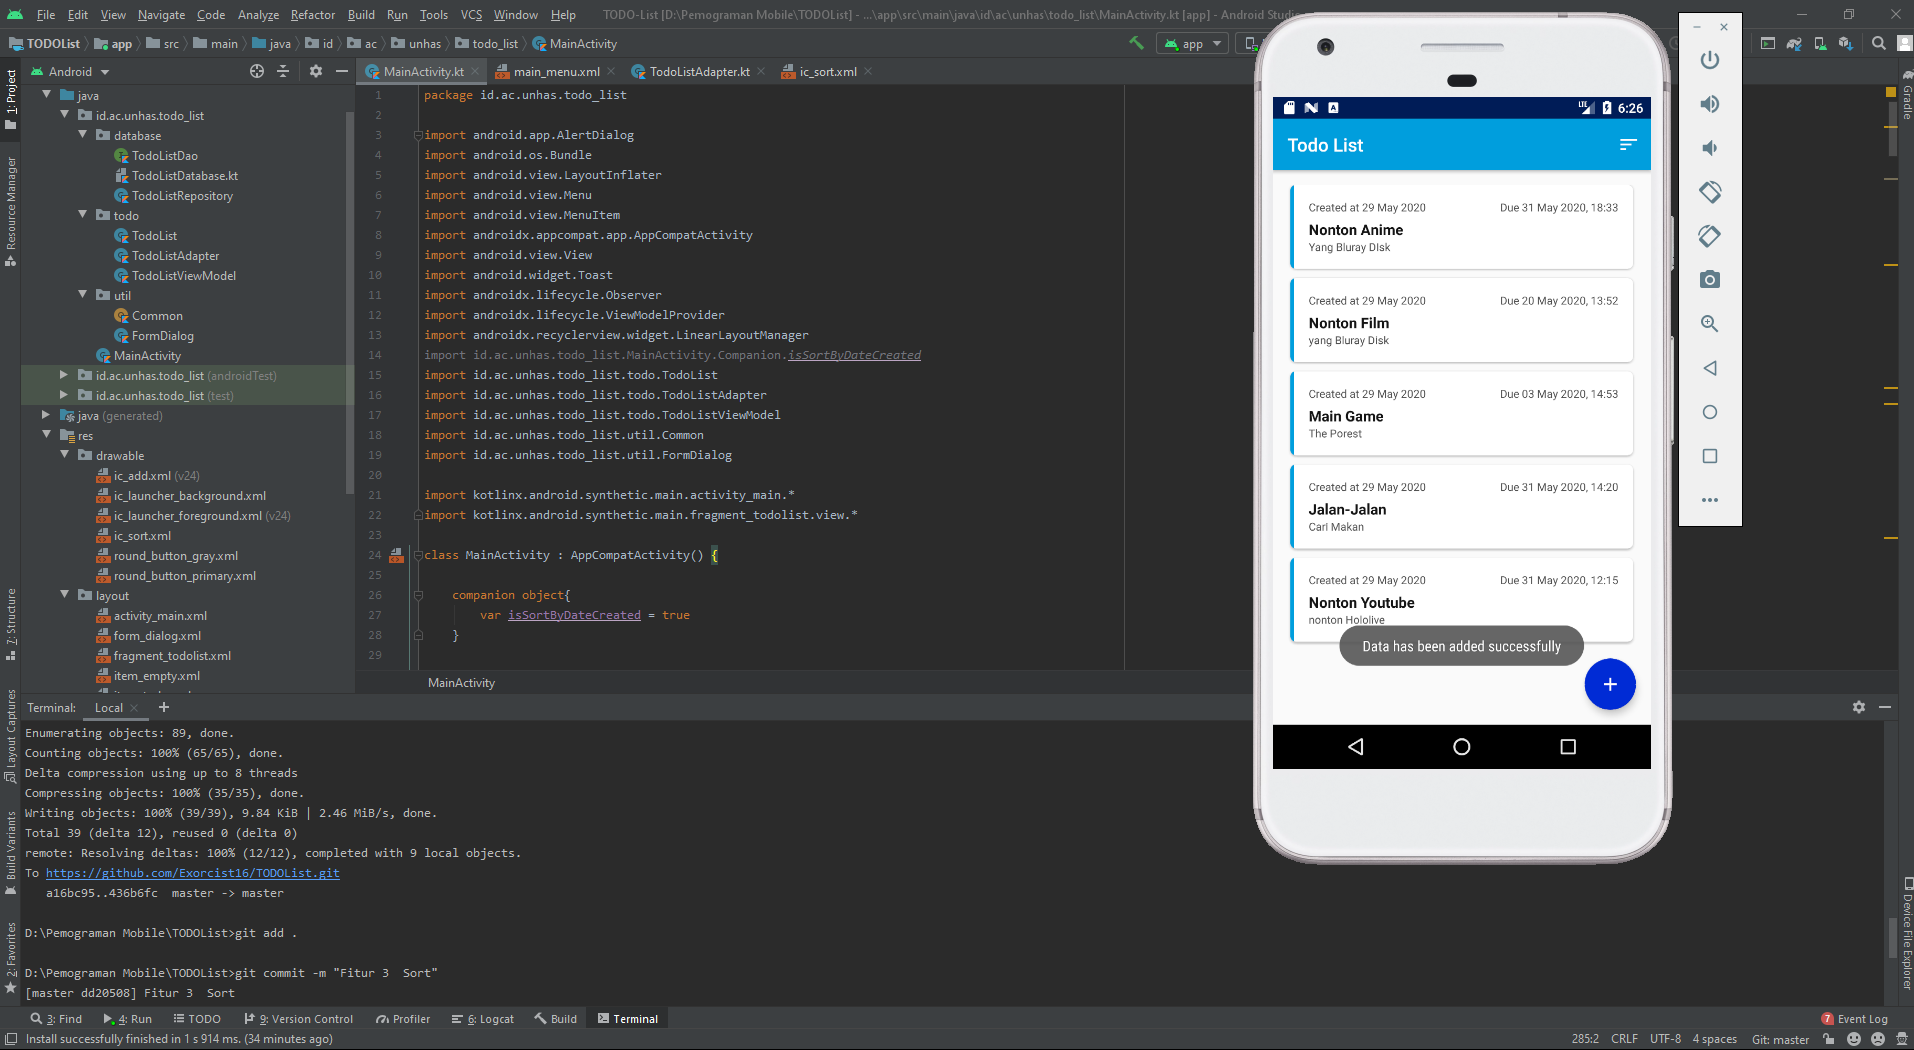 File Edit View Navigate Code Analyze Refactor Build Run Tools VCS Window Help TODO-List [D:\Pemograman Mobile\TODOList] - ...\app\src\main\java\id\ac\unhas\todo_list\MainActivity.kt [app] - Android Studio
TODOList app src main java id ac unhas todo_list MainActivity app
Android MainActivity.kt main_menu.xml TodoListAdapter.kt ic_sort.xml
1: Project
Resource Manager
7: Structure
Layout Captures
Build Variants
2: Favorites
java
id.ac.unhas.todo_list
database
TodoListDao
TodoListDatabase.kt
TodoListRepository
todo
TodoList
TodoListAdapter
TodoListViewModel
util
Common
FormDialog
MainActivity
id.ac.unhas.todo_list (androidTest)
id.ac.unhas.todo_list (test)
java (generated)
res
drawable
ic_add.xml (v24)
ic_launcher_background.xml
ic_launcher_foreground.xml (v24)
ic_sort.xml
round_button_gray.xml
round_button_primary.xml
layout
activity_main.xml
form_dialog.xml
fragment_todolist.xml
item_empty.xml
1 package id.ac.unhas.todo_list
2
3 import android.app.AlertDialog
4 import android.os.Bundle
5 import android.view.LayoutInflater
6 import android.view.Menu
7 import android.view.MenuItem
8 import androidx.appcompat.app.AppCompatActivity
9 import android.view.View
10 import android.widget.Toast
11 import androidx.lifecycle.Observer
12 import androidx.lifecycle.ViewModelProvider
13 import androidx.recyclerview.widget.LinearLayoutManager
14 import id.ac.unhas.todo_list.MainActivity.Companion.isSortByDateCreated
15 import id.ac.unhas.todo_list.todo.TodoList
16 import id.ac.unhas.todo_list.todo.TodoListAdapter
17 import id.ac.unhas.todo_list.todo.TodoListViewModel
18 import id.ac.unhas.todo_list.util.Common
19 import id.ac.unhas.todo_list.util.FormDialog
20
21 import kotlinx.android.synthetic.main.activity_main.*
22 import kotlinx.android.synthetic.main.fragment_todolist.view.*
23
24 class MainActivity : AppCompatActivity() {
25
26 companion object{
27 var isSortByDateCreated = true
28 }
29
MainActivity
LTE 6:26
Todo List
Created at 29 May 2020 Due 31 May 2020, 18:33
Nonton Anime
Yang Bluray DIsk
Created at 29 May 2020 Due 20 May 2020, 13:52
Nonton Film
yang Bluray Disk
Created at 29 May 2020 Due 03 May 2020, 14:53
Main Game
The Porest
Created at 29 May 2020 Due 31 May 2020, 14:20
Jalan-Jalan
Carl Makan
Created at 29 May 2020 Due 31 May 2020, 12:15
Nonton Youtube
nonton Hololive
Data has been added successfully
Gradle
Device File Explorer
Terminal: Local
Enumerating objects: 89, done.
Counting objects: 100% (65/65), done.
Delta compression using up to 8 threads
Compressing objects: 100% (35/35), done.
Writing objects: 100% (39/39), 9.84 KiB | 2.46 MiB/s, done.
Total 39 (delta 12), reused 0 (delta 0)
remote: Resolving deltas: 100% (12/12), completed with 9 local objects.
To https://github.com/Exorcist16/TODOList.git
a16bc95..436b6fc master -> master
D:\Pemograman Mobile\TODOList>git add .
D:\Pemograman Mobile\TODOList>git commit -m "Fitur 3  Sort"
[master dd20508] Fitur 3  Sort
3: Find 4: Run TODO 9: Version Control Profiler 6: Logcat Build Terminal 7 Event Log
Install successfully finished in 1 s 914 ms. (34 minutes ago) 285:2 CRLF UTF-8 4 spaces Git: master